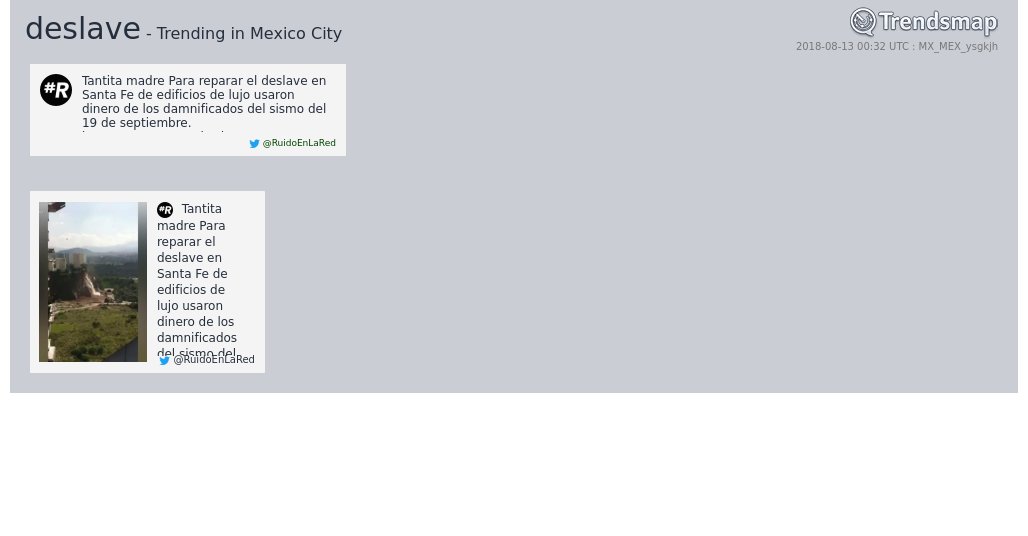 deslave - Trending in Mexico City
Trendsmap
2018-08-13 00:32 UTC : MX_MEX_ysgkjh
#R
Tantita madre Para reparar el deslave en
Santa Fe de edificios de lujo usaron
dinero de los damnificados del sismo del
19 de septiembre.
@RuidoEnLaRed
#R Tantita
madre Para
reparar el
deslave en
Santa Fe de
edificios de
lujo usaron
dinero de los
damnificados
del sismo del
@RuidoEnLaRed